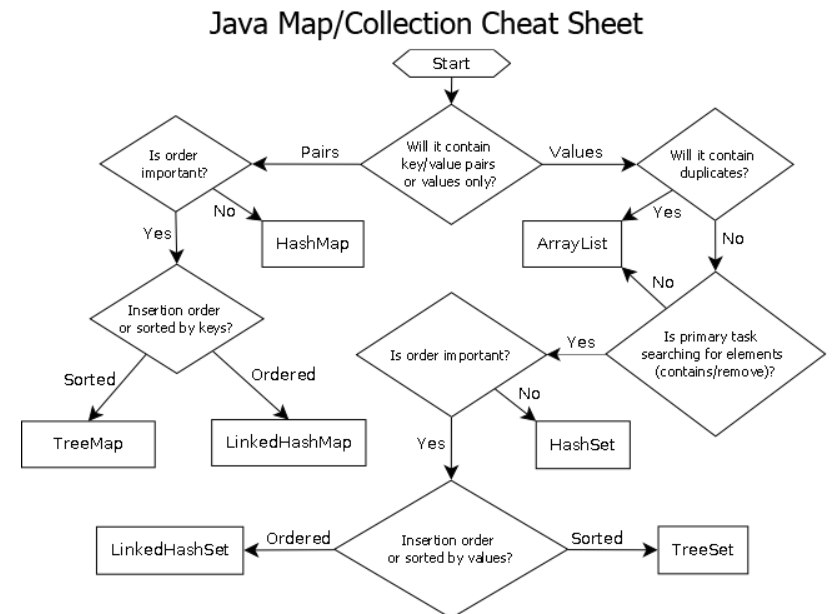 Java Map/Collection Cheat Sheet
Start
Will it contain
key/value pairs
or values only?
Pairs
Values
Is order
important?
No
HashMap
Yes
Insertion order
or sorted by keys?
Sorted
Ordered
TreeMap
LinkedHashMap
Will it contain
duplicates?
Yes
ArrayList
No
No
Is primary task
searching for elements
(contains/remove)?
Yes
Is order important?
No
HashSet
Yes
Insertion order
or sorted by values?
Ordered
LinkedHashSet
Sorted
TreeSet